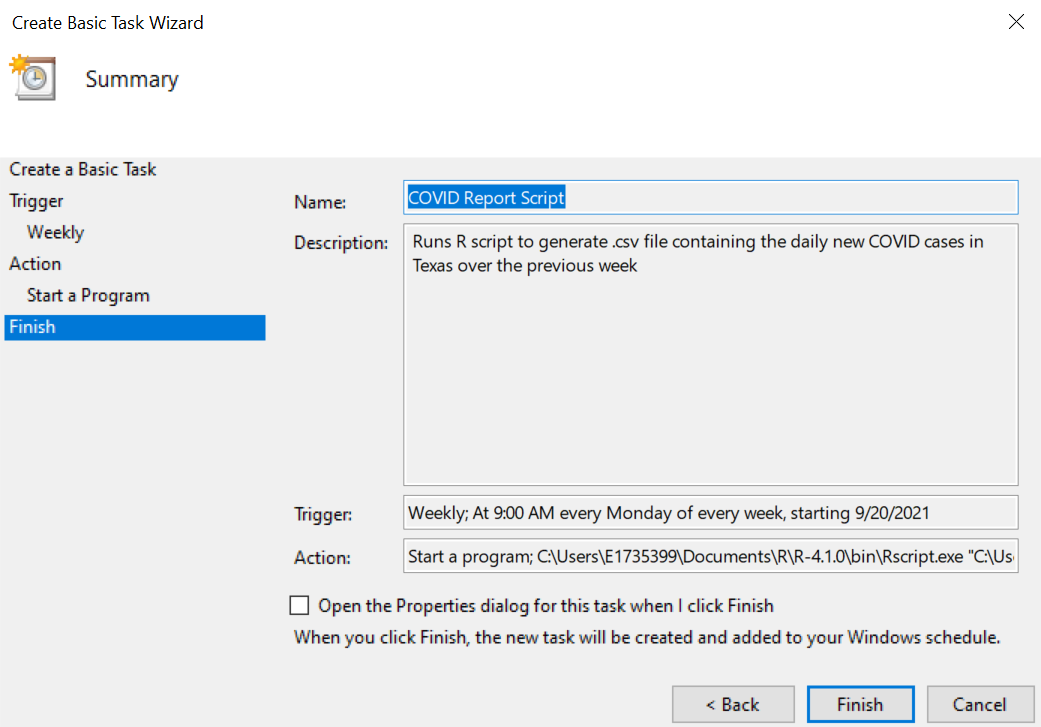 Create Basic Task Wizard
Summary
Create a Basic Task
Trigger
Weekly
Action
Start a Program
Finish
Name:
COVID Report Script
Description:
Runs R script to generate .csv file containing the daily new COVID cases in
Texas over the previous week
Trigger:
Weekly; At 9:00 AM every Monday of every week, starting 9/20/2021
Action:
Start a program; C:\Users\E1735399\Documents\R\R-4.1.0\bin\Rscript.exe "C:\Us
Open the Properties dialog for this task when I click Finish
When you click Finish, the new task will be created and added to your Windows schedule.
< Back
Finish
Cancel